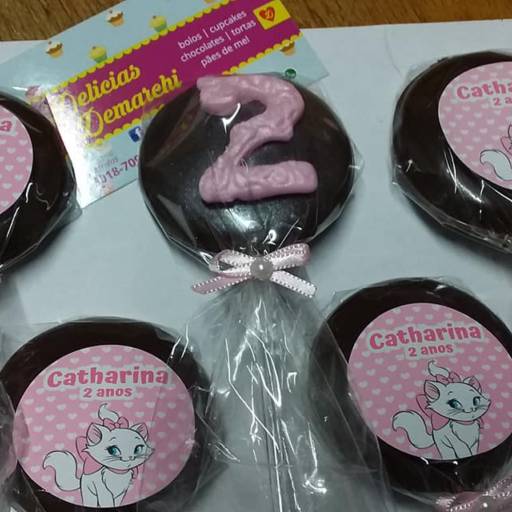 Delicias
Demarchi
bolos | cupcakes
chocolates | tortas
pães de mel
2
Catharina
2 anos
Catharina
2 anos
Catharina
2 anos